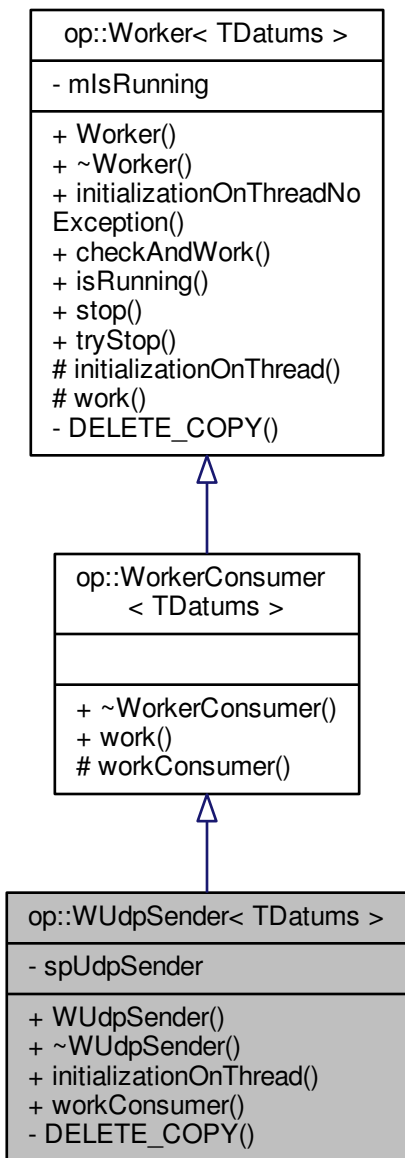 op::Worker< TDatums >
- mIsRunning
+ Worker()
+ ~Worker()
+ initializationOnThreadNo
Exception()
+ checkAndWork()
+ isRunning()
+ stop()
+ tryStop()
# initializationOnThread()
# work()
- DELETE_COPY()
op::WorkerConsumer
< TDatums >
+ ~WorkerConsumer()
+ work()
# workConsumer()
op::WUdpSender< TDatums >
- spUdpSender
+ WUdpSender()
+ ~WUdpSender()
+ initializationOnThread()
+ workConsumer()
- DELETE_COPY()